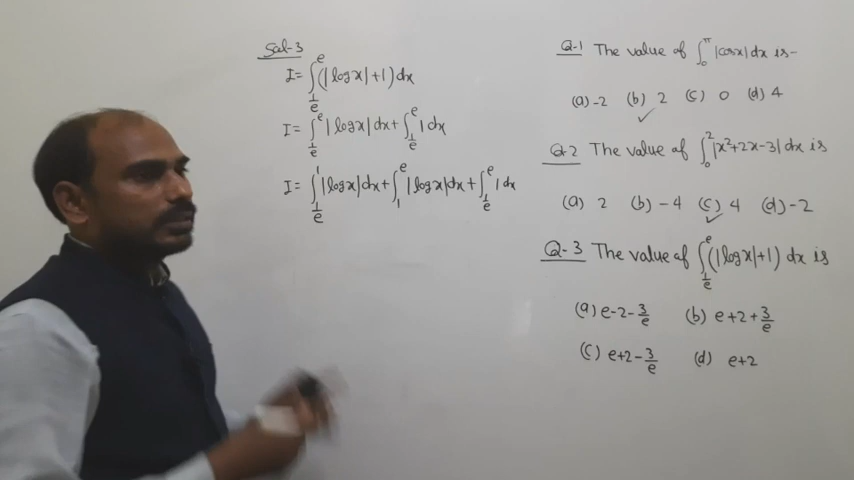 Sol-3
I = ∫_{1/e}^{e} (|log x| + 1) dx
I = ∫_{1/e}^{e} |log x| dx + ∫_{1/e}^{e} 1 dx
I = ∫_{1/e}^{1} |log x| dx + ∫_{1}^{e} |log x| dx + ∫_{1/e}^{e} 1 dx
Q-1 The value of ∫_{0}^{π} |cosx| dx is-
(a) -2 (b) 2 (c) 0 (d) 4
✓
Q-2 The value of ∫_{0}^{2} |x²+2x-3| dx is
(a) 2 (b) -4 (c) 4 (d) -2
✓
Q-3 The value of ∫_{1/e}^{e} (|log x| + 1) dx is
(a) e-2-3/e (b) e+2+3/e
(c) e+2-3/e (d) e+2